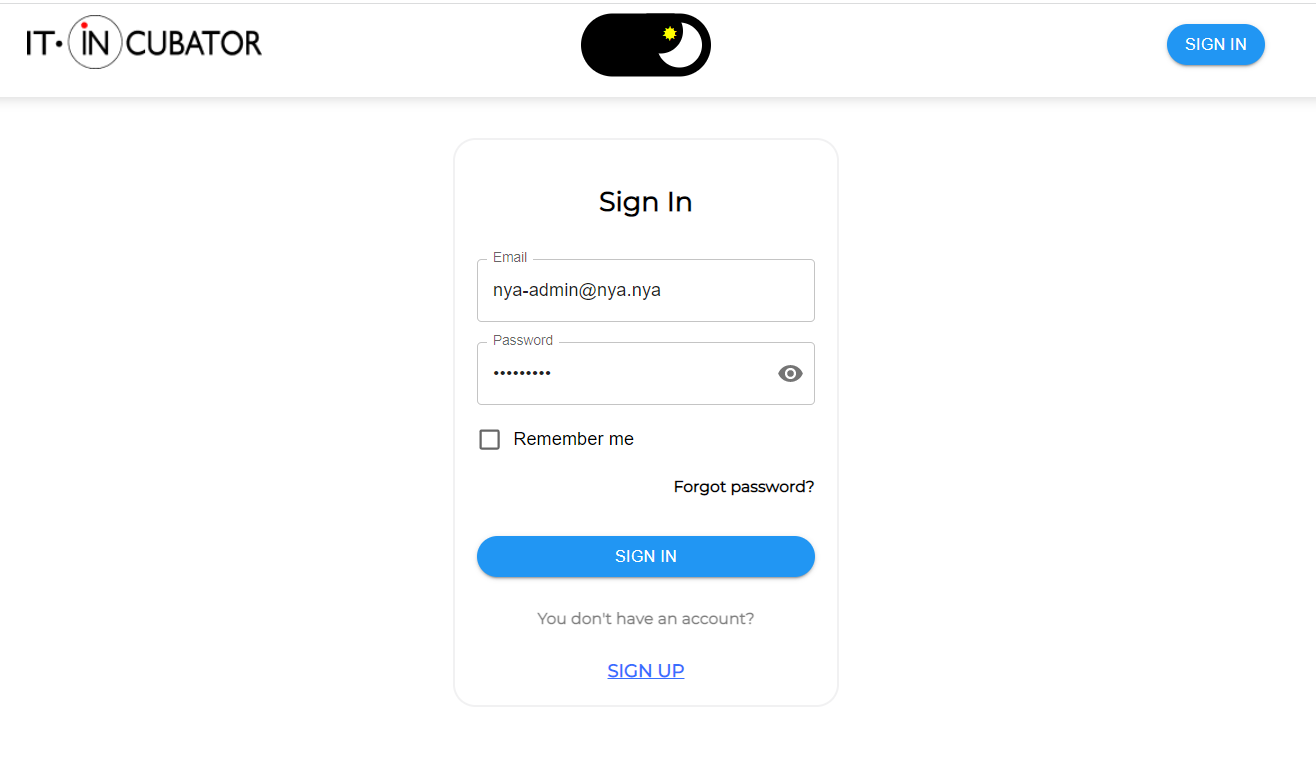 IT•INCUBATOR
SIGN IN
Sign In
Email
nya-admin@nya.nya
Password
•••••••••
Remember me
Forgot password?
SIGN IN
You don't have an account?
SIGN UP